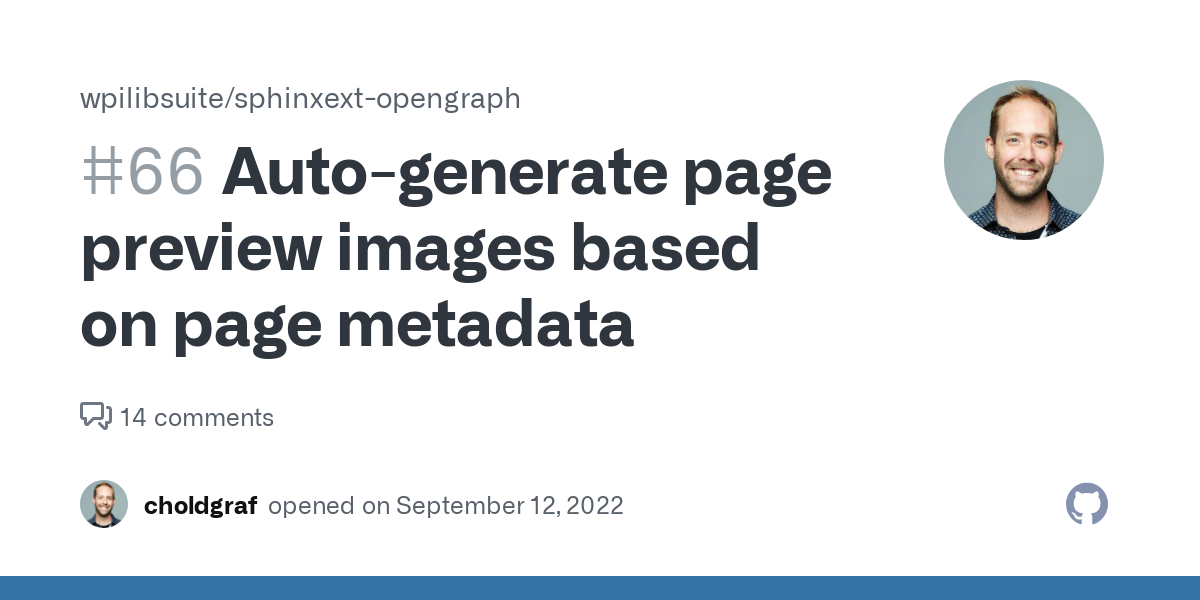 wpilibsuite/sphinxext-opengraph
#66 Auto-generate page
preview images based
on page metadata
14 comments
choldgraf opened on September 12, 2022